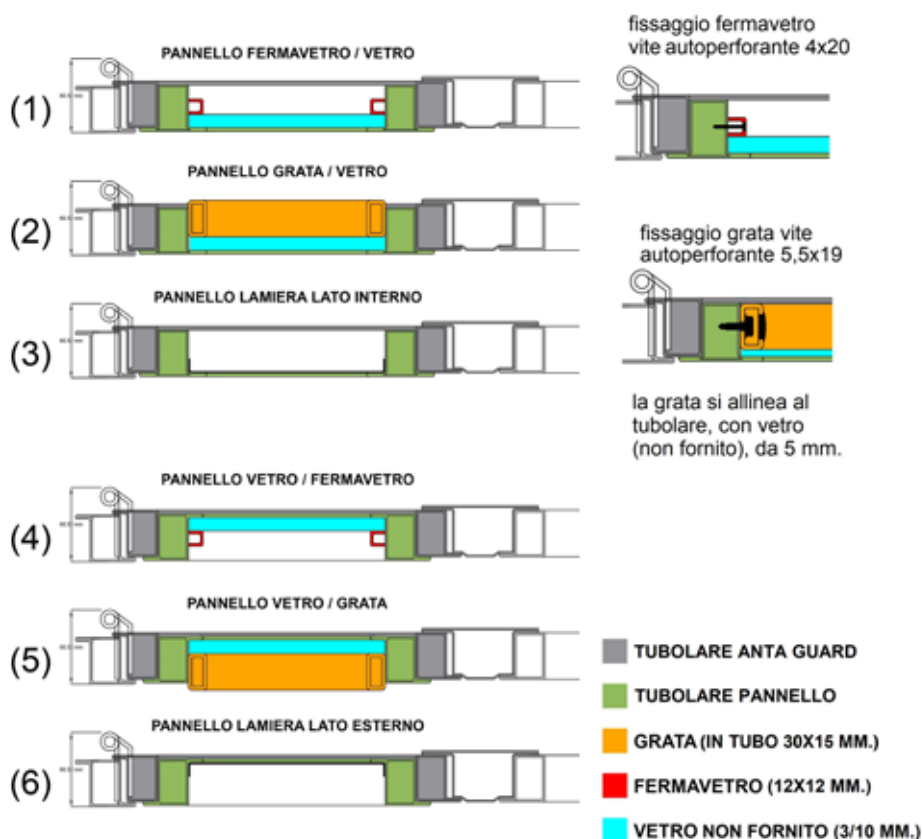 PANNELLO FERMAVETRO / VETRO
(1)
PANNELLO GRATA / VETRO
(2)
PANNELLO LAMIERA LATO INTERNO
(3)
PANNELLO VETRO / FERMAVETRO
(4)
PANNELLO VETRO / GRATA
(5)
PANNELLO LAMIERA LATO ESTERNO
(6)
fissaggio fermavetro
vite autoperforante 4x20
fissaggio grata vite
autoperforante 5,5x19
la grata si allinea al
tubolare, con vetro
(non fornito), da 5 mm.
TUBOLARE ANTA GUARD
TUBOLARE PANNELLO
GRATA (IN TUBO 30X15 MM.)
FERMAVETRO (12X12 MM.)
VETRO NON FORNITO (3/10 MM.)